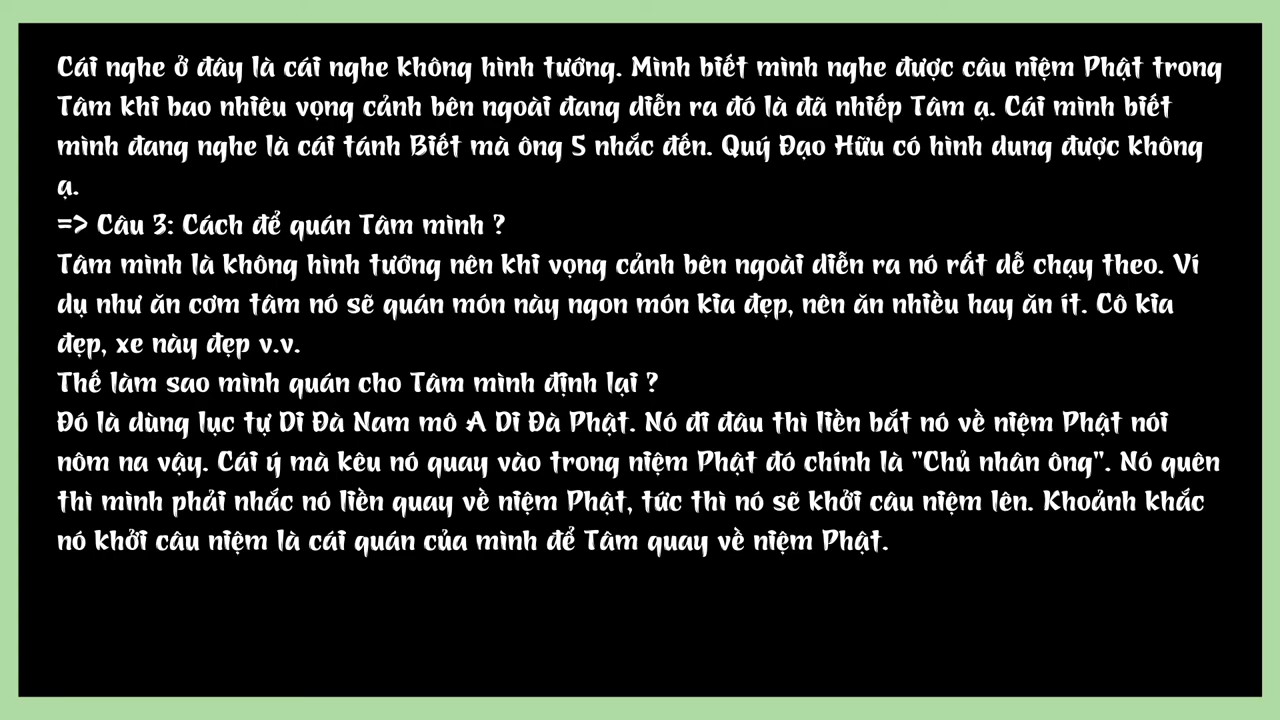 Cái nghe ở đây là cái nghe không hình tướng. Mình biết mình nghe được câu niệm Phật trong
Tâm khi bao nhiêu vọng cảnh bên ngoài đang diễn ra đó là đã nhiếp Tâm ạ. Cái mình biết
mình đang nghe là cái tánh Biết mà ông 5 nhắc đến. Quý Đạo Hữu có hình dung được không
ạ.
=> Câu 3: Cách để quán Tâm mình ?
Tâm mình là không hình tướng nên khi vọng cảnh bên ngoài diễn ra nó rất dễ chạy theo. Ví
dụ như ăn cơm tâm nó sẽ quán món này ngon món kia đẹp, nên ăn nhiều hay ăn ít. Cô kia
đẹp, xe này đẹp v.v.
Thế làm sao mình quán cho Tâm mình định lại ?
Đó là dùng lục tự Di Đà Nam mô A Di Đà Phật. Nó đi đâu thì liền bắt nó về niệm Phật nói
nôm na vậy. Cái ý mà kêu nó quay vào trong niệm Phật đó chính là "Chủ nhân ông". Nó quên
thì mình phải nhắc nó liền quay về niệm Phật, tức thì nó sẽ khởi câu niệm lên. Khoảnh khắc
nó khởi câu niệm là cái quán của mình để Tâm quay về niệm Phật.